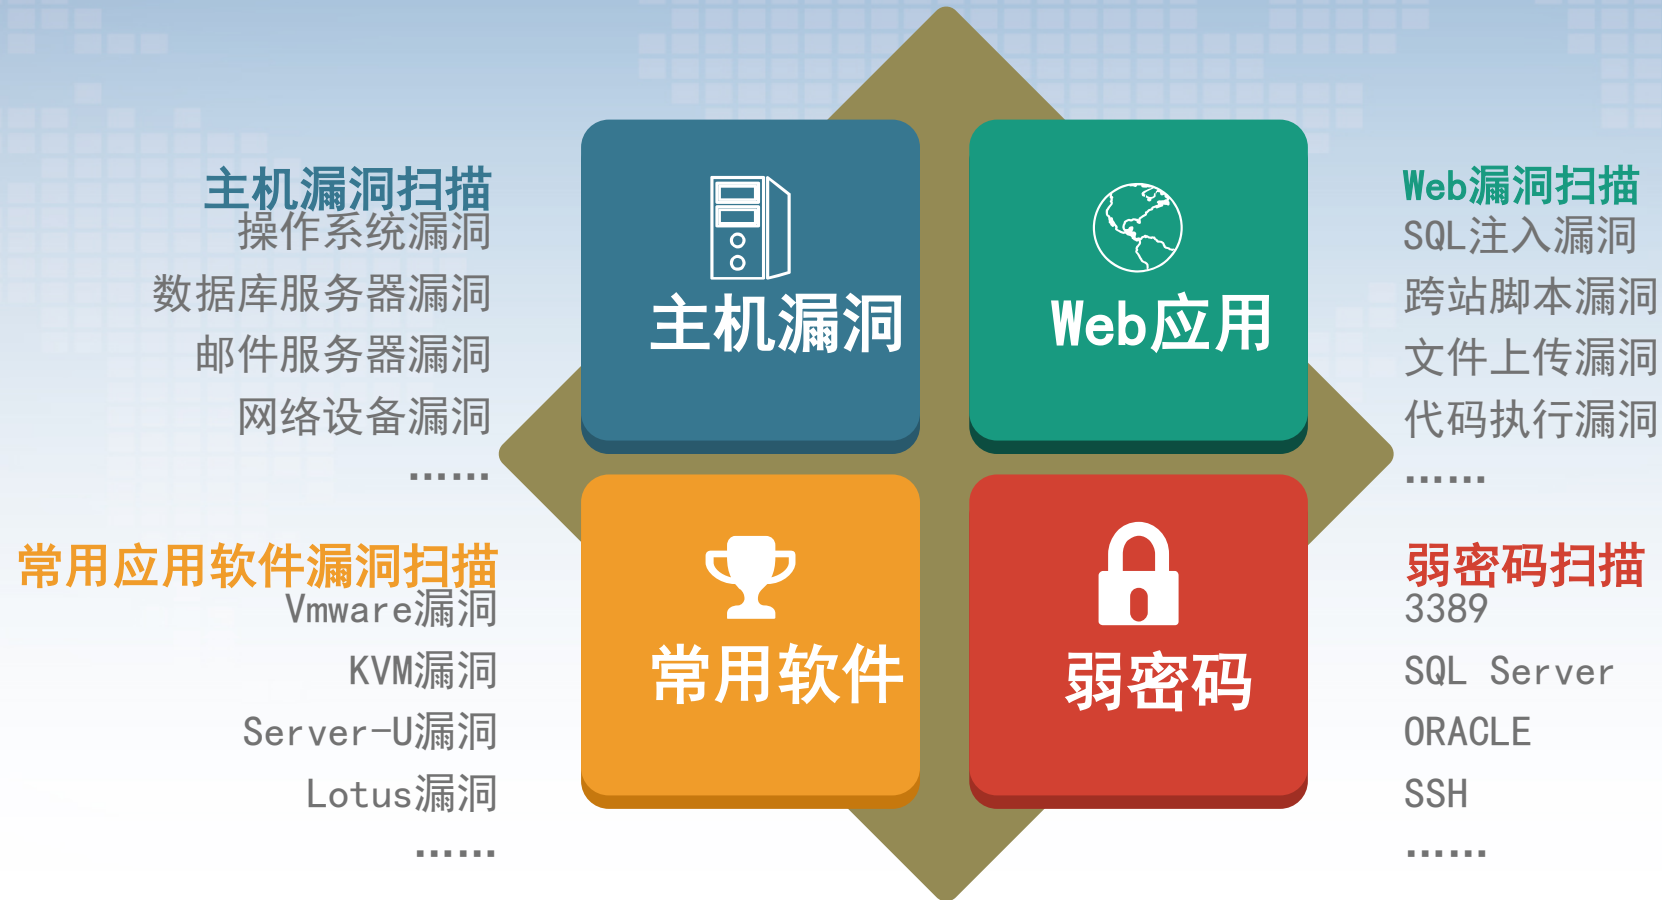 主机漏洞扫描
操作系统漏洞
数据库服务器漏洞
邮件服务器漏洞
网络设备漏洞
……
主机漏洞
Web应用
Web漏洞扫描
SQL注入漏洞
跨站脚本漏洞
文件上传漏洞
代码执行漏洞
……
常用应用软件漏洞扫描
Vmware漏洞
KVM漏洞
Server-U漏洞
Lotus漏洞
……
常用软件
弱密码
弱密码扫描
3389
SQL Server
ORACLE
SSH
……